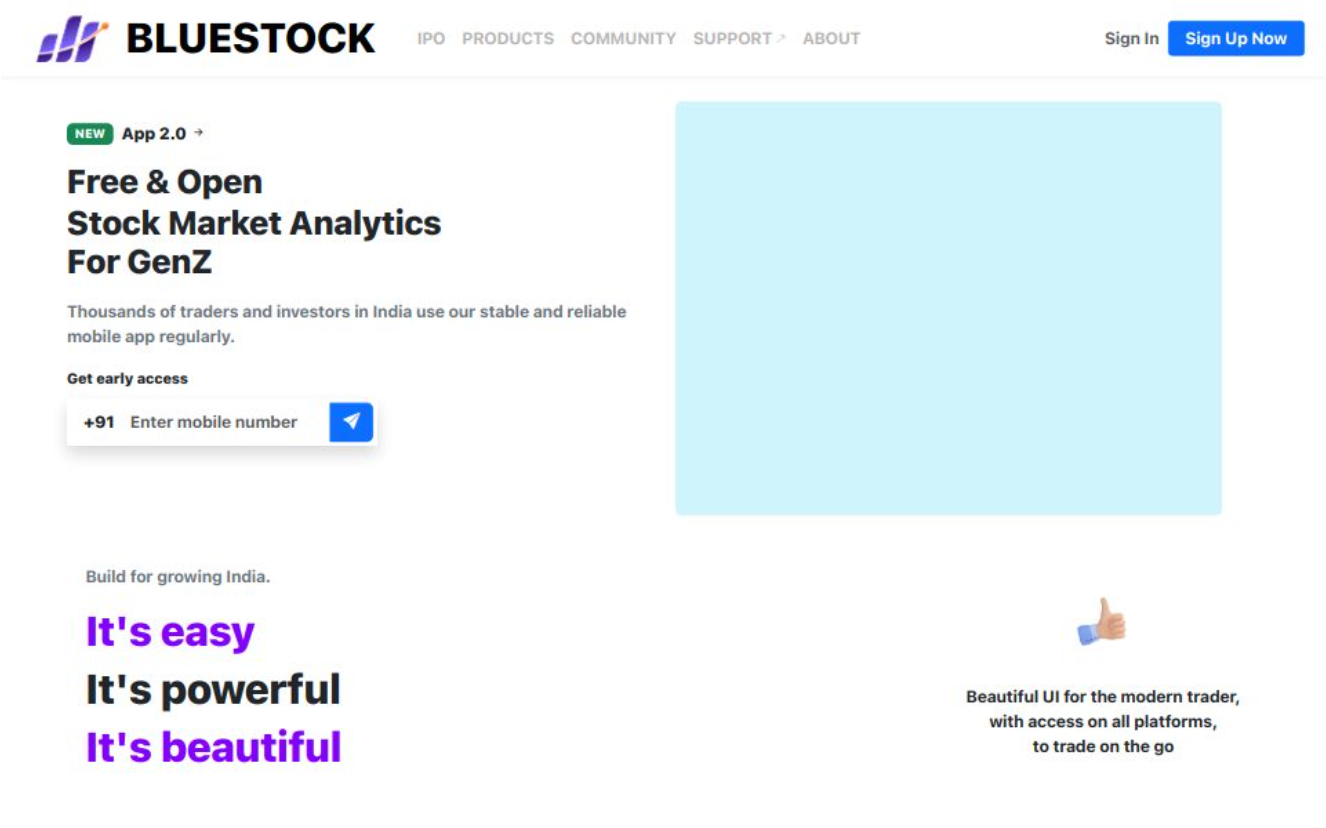 BLUESTOCK
IPO PRODUCTS COMMUNITY SUPPORT↗ ABOUT
Sign In Sign Up Now
NEW App 2.0 →
Free & Open
Stock Market Analytics
For GenZ
Thousands of traders and investors in India use our stable and reliable
mobile app regularly.
Get early access
+91 Enter mobile number
Build for growing India.
It's easy
It's powerful
It's beautiful
Beautiful UI for the modern trader,
with access on all platforms,
to trade on the go